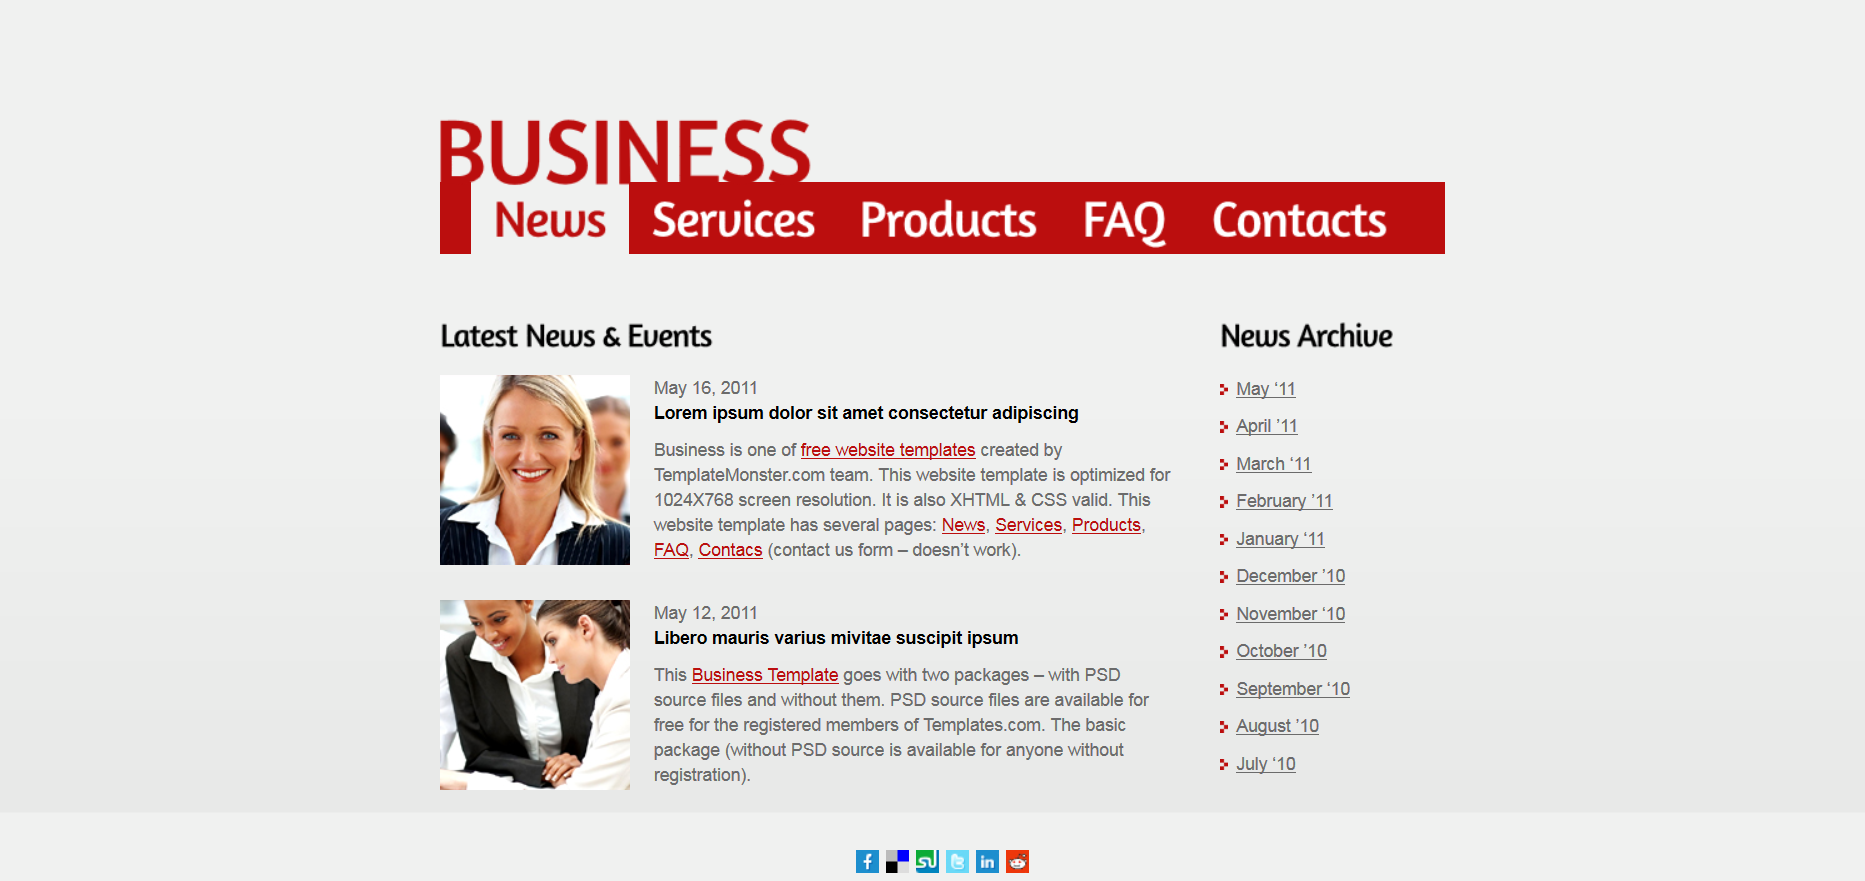 BUSINESS
News Services Products FAQ Contacts
Latest News & Events
May 16, 2011
Lorem ipsum dolor sit amet consectetur adipiscing
Business is one of free website templates created by
TemplateMonster.com team. This website template is optimized for
1024X768 screen resolution. It is also XHTML & CSS valid. This
website template has several pages: News, Services, Products,
FAQ, Contacs (contact us form – doesn’t work).
May 12, 2011
Libero mauris varius mivitae suscipit ipsum
This Business Template goes with two packages – with PSD
source files and without them. PSD source files are available for
free for the registered members of Templates.com. The basic
package (without PSD source is available for anyone without
registration).
News Archive
May ‘11
April ’11
March ‘11
February ’11
January ‘11
December ’10
November ‘10
October ’10
September ‘10
August ’10
July ‘10